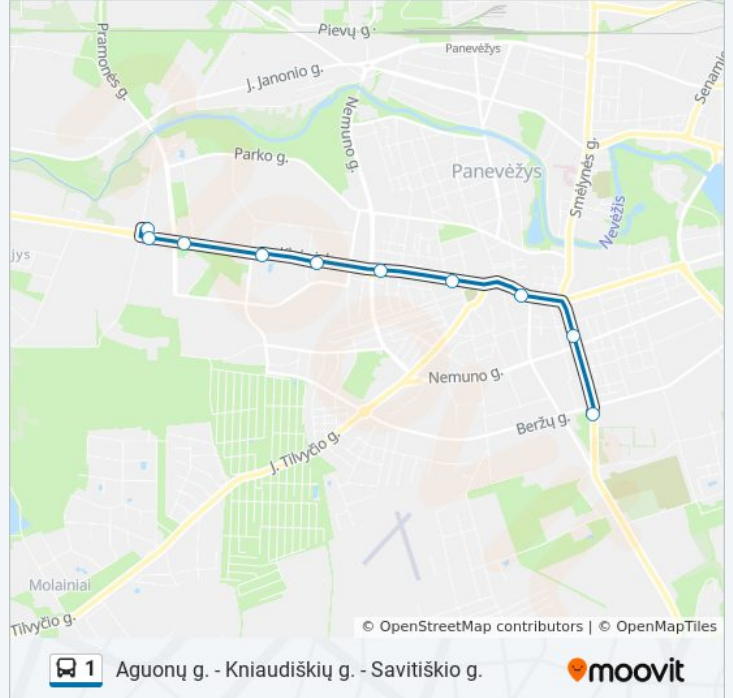 Pramonės g.
Pievų g.
Panevėžys
Senamie
J. Janonio g.
Nemuno g.
Parko g.
Panevėžys
Smėlynės g.
Nevėžis
jys
Nemuno g.
Beržų g.
J. Tilvyčio g.
Molainiai
Tilvyčio g.
© OpenStreetMap contributors | © OpenMapTiles
1 Aguonų g. - Kniaudiškių g. - Savitiškio g.
moovit